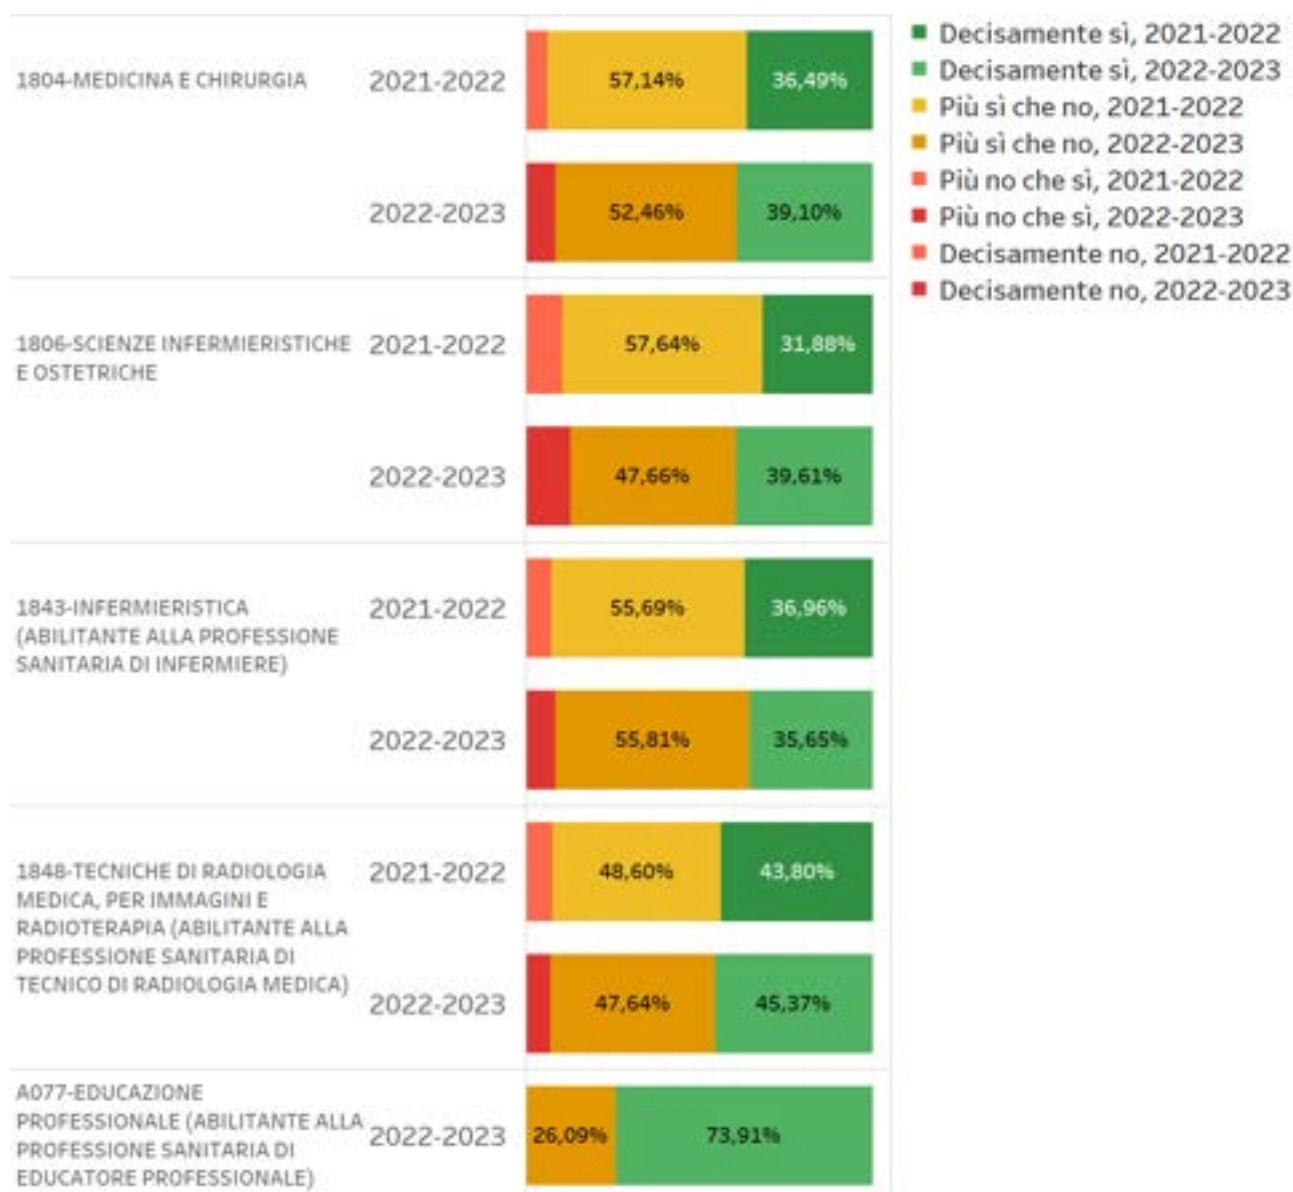 1804-MEDICINA E CHIRURGIA
2021-2022
57,14%
36,49%
2022-2023
52,46%
39,10%
1806-SCIENZE INFERMIERISTICHE
E OSTETRICHE
2021-2022
57,64%
31,88%
2022-2023
47,66%
39,61%
1843-INFERMIERISTICA
(ABILITANTE ALLA PROFESSIONE
SANITARIA DI INFERMIERE)
2021-2022
55,69%
36,96%
2022-2023
55,81%
35,65%
1848-TECNICHE DI RADIOLOGIA
MEDICA, PER IMMAGINI E
RADIOTERAPIA (ABILITANTE ALLA
PROFESSIONE SANITARIA DI
TECNICO DI RADIOLOGIA MEDICA)
2021-2022
48,60%
43,80%
2022-2023
47,64%
45,37%
A077-EDUCAZIONE
PROFESSIONALE (ABILITANTE ALLA
PROFESSIONE SANITARIA DI
EDUCATORE PROFESSIONALE)
2022-2023
26,09%
73,91%
Decisamente sì, 2021-2022
Decisamente sì, 2022-2023
Più sì che no, 2021-2022
Più sì che no, 2022-2023
Più no che sì, 2021-2022
Più no che sì, 2022-2023
Decisamente no, 2021-2022
Decisamente no, 2022-2023